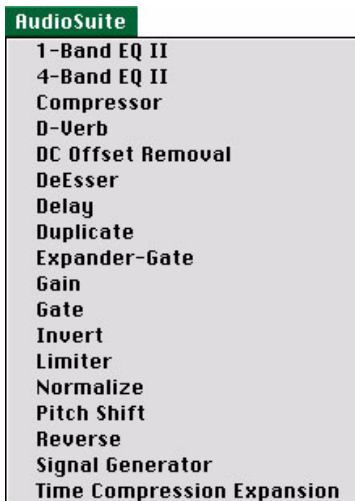 AudioSuite
1-Band EQ II
4-Band EQ II
Compressor
D-Verb
DC Offset Removal
DeEsser
Delay
Duplicate
Expander-Gate
Gain
Gate
Invert
Limiter
Normalize
Pitch Shift
Reverse
Signal Generator
Time Compression Expansion